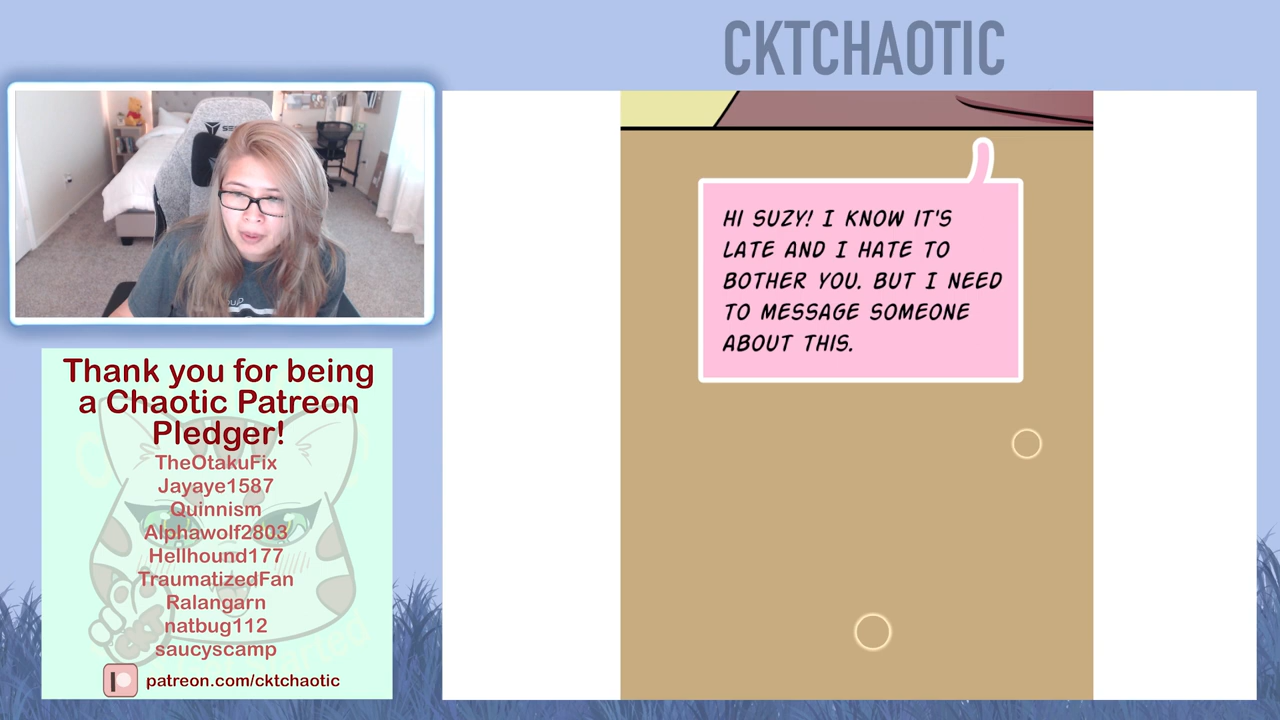 CKTCHAOTIC
HI SUZY! I KNOW IT'S
LATE AND I HATE TO
BOTHER YOU. BUT I NEED
TO MESSAGE SOMEONE
ABOUT THIS.
Thank you for being
a Chaotic Patreon
Pledger!
TheOtakuFix
Jayaye1587
Quinnism
Alphawolf2803
Hellhound177
TraumatizedFan
Ralangarn
natbug112
saucyscamp
patreon.com/cktchaotic